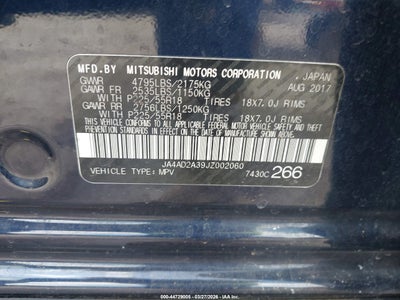 MFD.BY MITSUBISHI MOTORS CORPORATION , JAPAN
GVWR 4795LBS/2175KG AUG 2017
GAWR FR 2535LBS/1150KG
WITH P225/55R18 TIRES 18X7.0J RIMS
GAWR RR 2756LBS/1250KG
WITH P225/55R18 TIRES 18X7.0J RIMS
THIS VEHICLE CONFORMS TO ALL APPLICABLE
FEDERAL MOTOR VEHICLE SAFETY
STANDARDS IN EFFECT ON THE DATE OF MANUFACTURE SHOWN ABOVE.
JA4AD2A39JZ002060
VEHICLE TYPE: MPV 7430C 266
000-44729005 - 03/27/2026 - IAA Inc.